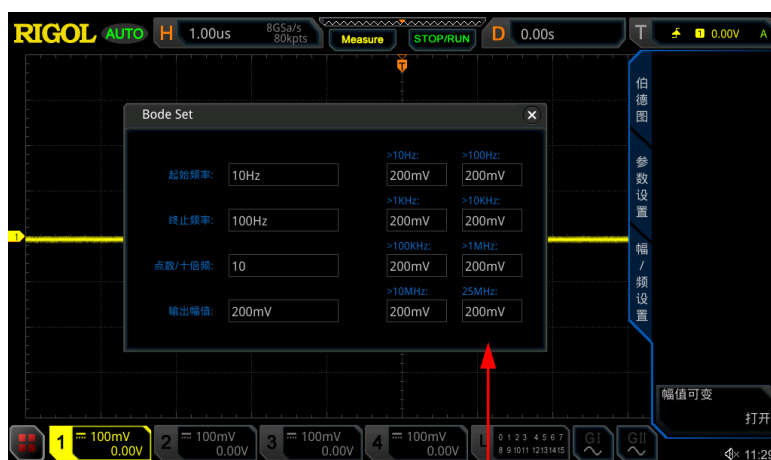 RIGOL AUTO H 1.00us 8GSa/s 80kpts Measure STOP/RUN D 0.00s T 1 0.00V A
T
伯德图
Bode Set
>10Hz: >100Hz:
起始频率: 10Hz 200mV 200mV
参数设置
>1KHz: >10KHz:
终止频率: 100Hz 200mV 200mV
1
>100KHz: >1MHz:
点数/十倍频: 10 200mV 200mV
幅/频设置
>10MHz: 25MHz:
输出幅值: 200mV 200mV 200mV
幅值可变
打开
1 100mV 0.00V 2 100mV 0.00V 3 100mV 0.00V 4 100mV 0.00V L 0 1 2 3 4 5 6 7 8 9 10 11 12 13 14 15 GI GII
11:29